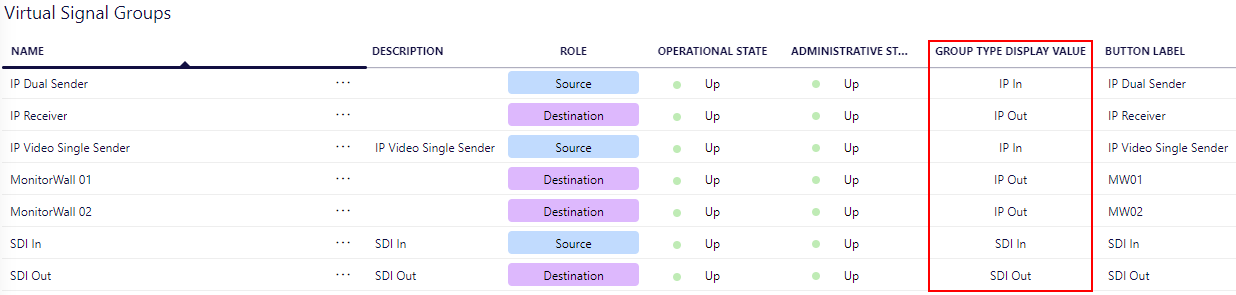 Virtual Signal Groups
NAME DESCRIPTION ROLE OPERATIONAL STATE ADMINISTRATIVE ST... GROUP TYPE DISPLAY VALUE BUTTON LABEL
IP Dual Sender ... Source Up Up IP In IP Dual Sender
IP Receiver ... Destination Up Up IP Out IP Receiver
IP Video Single Sender ... IP Video Single Sender Source Up Up IP In IP Video Single Sender
MonitorWall 01 ... Destination Up Up IP Out MW01
MonitorWall 02 ... Destination Up Up IP Out MW02
SDI In ... SDI In Source Up Up SDI In SDI In
SDI Out ... SDI Out Destination Up Up SDI Out SDI Out